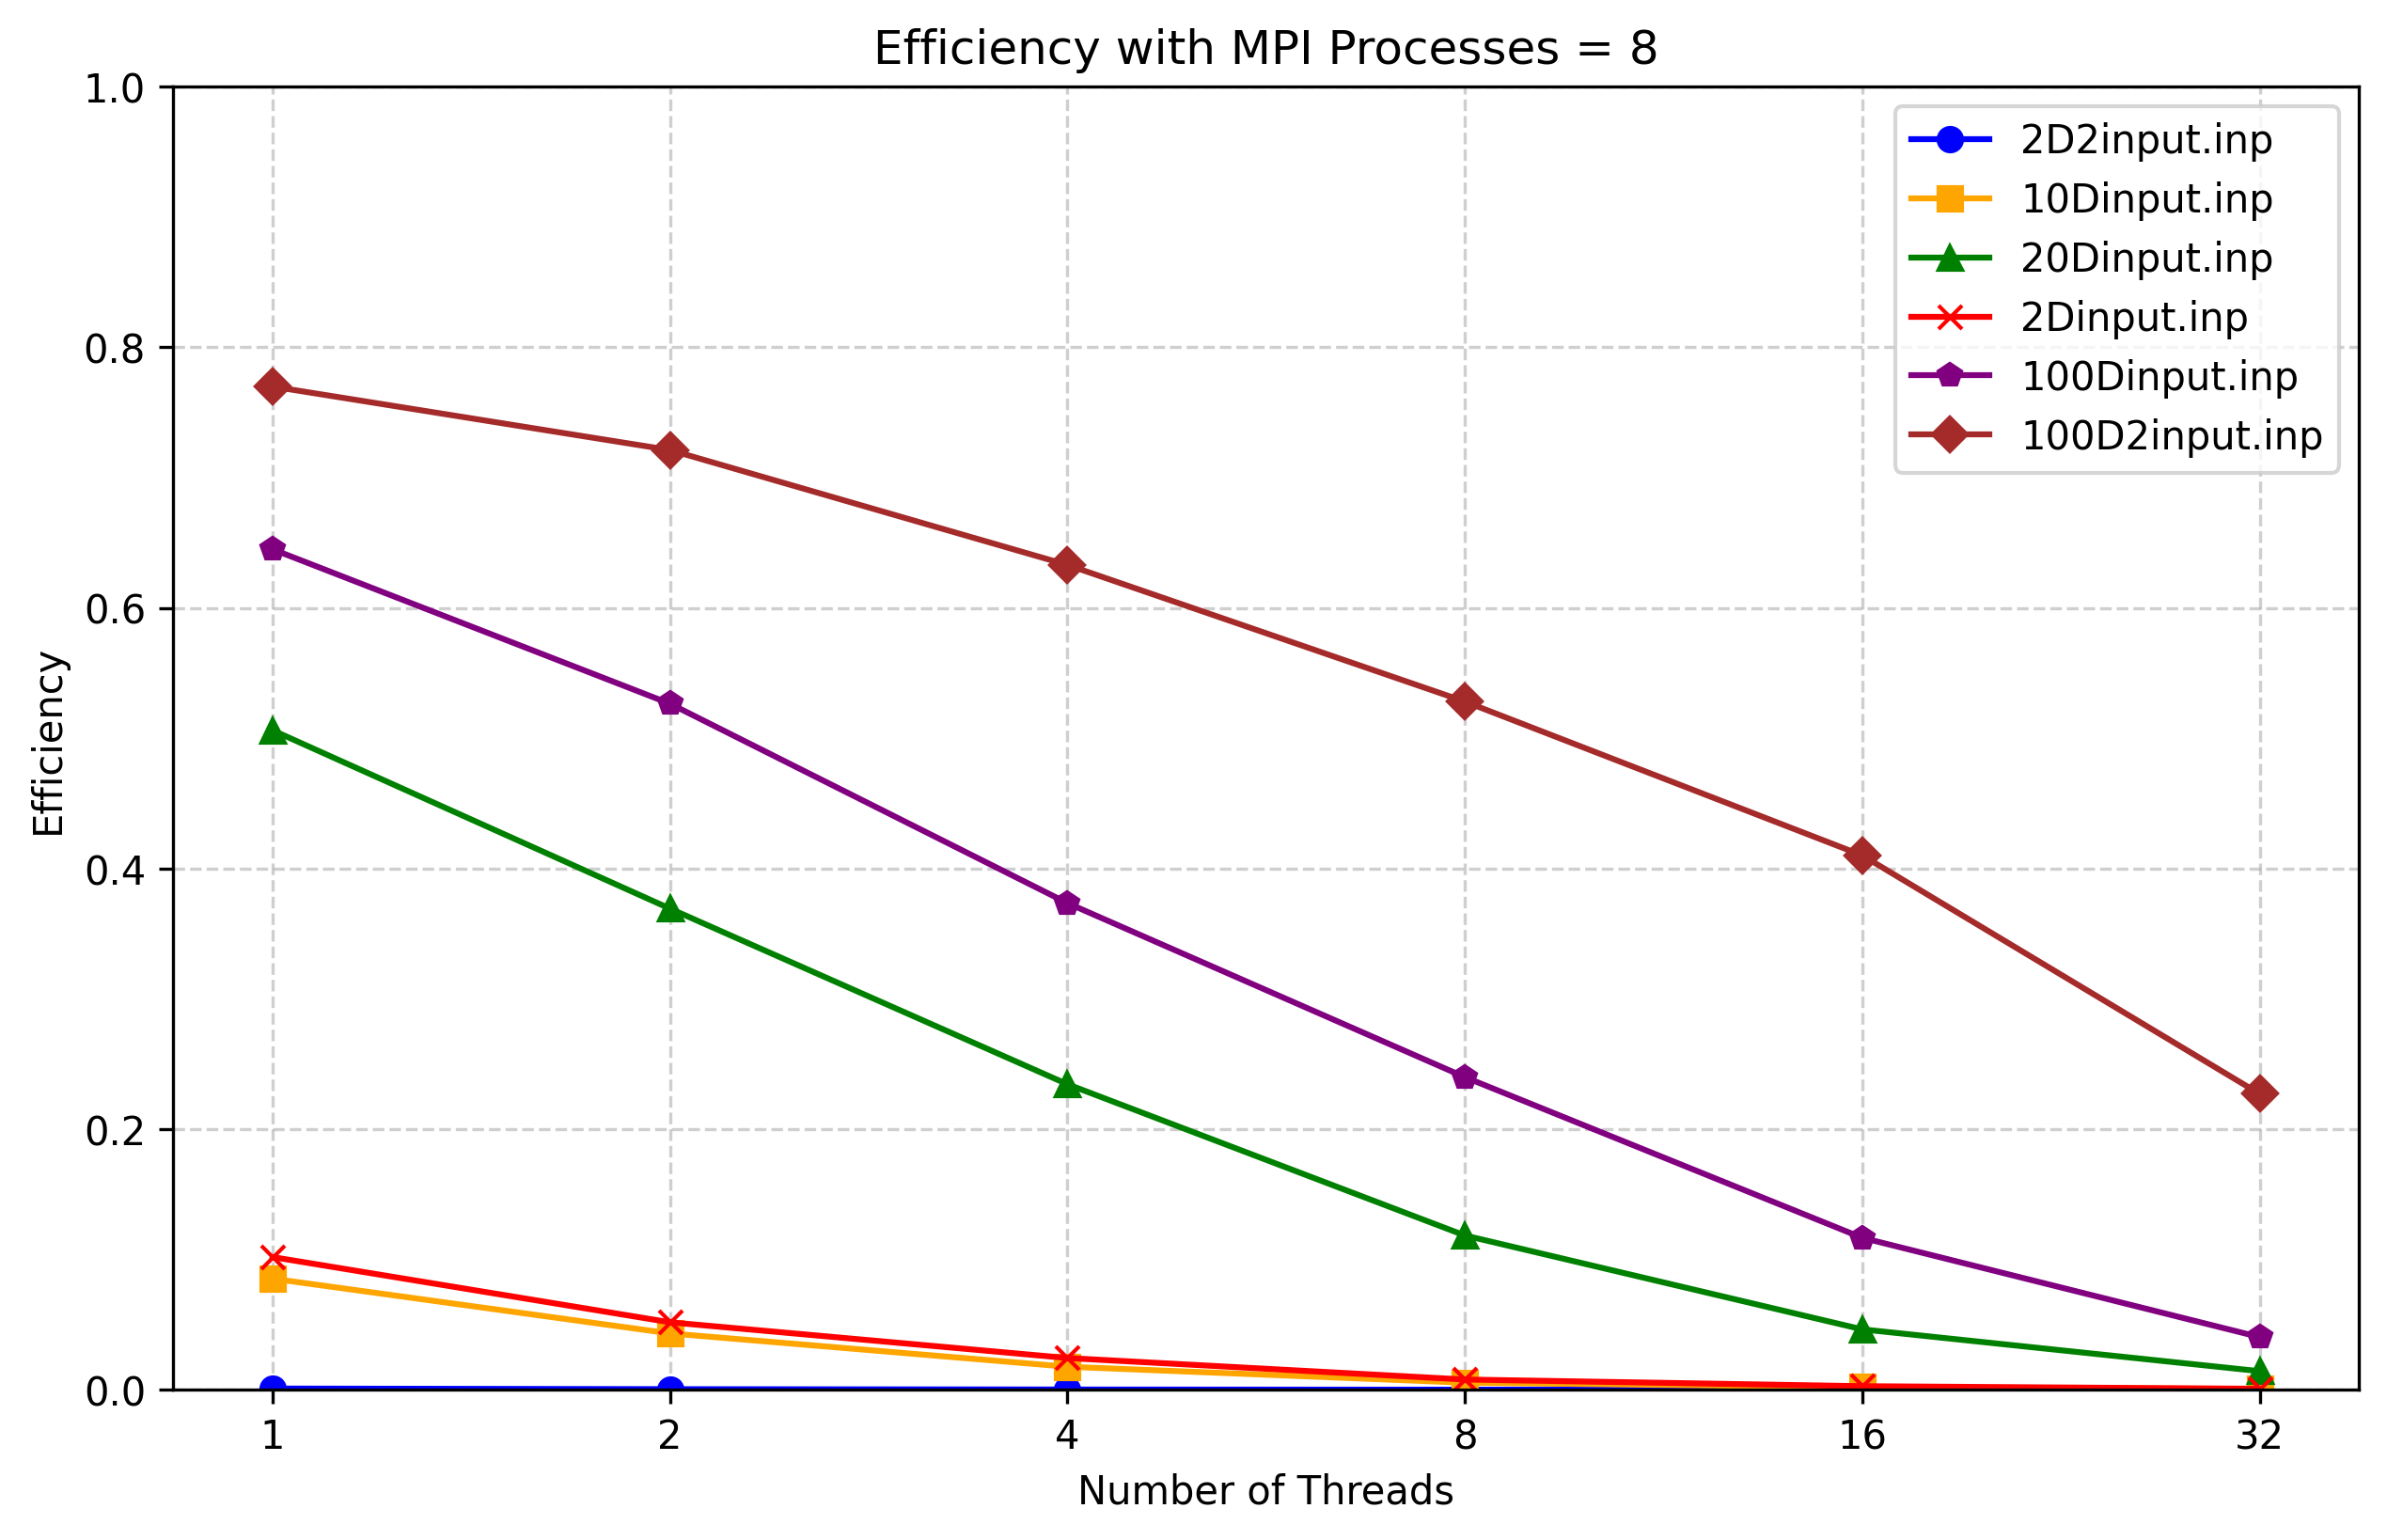 Efficiency with MPI Processes = 8
1.0
0.8
0.6
0.4
0.2
0.0
Efficiency
2D2input.inp
10Dinput.inp
20Dinput.inp
2Dinput.inp
100Dinput.inp
100D2input.inp
1 2 4 8 16 32
Number of Threads